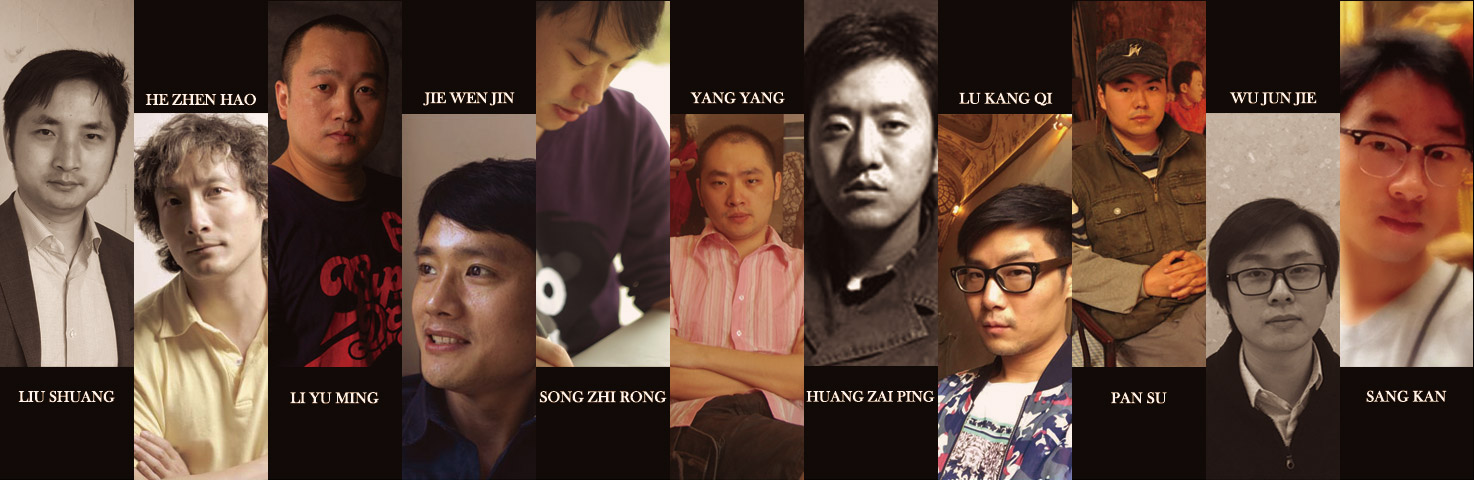 HE ZHEN HAO
JIE WEN JIN
YANG YANG
LU KANG QI
WU JUN JIE
LIU SHUANG
LI YU MING
SONG ZHI RONG
HUANG ZAI PING
PAN SU
SANG KAN